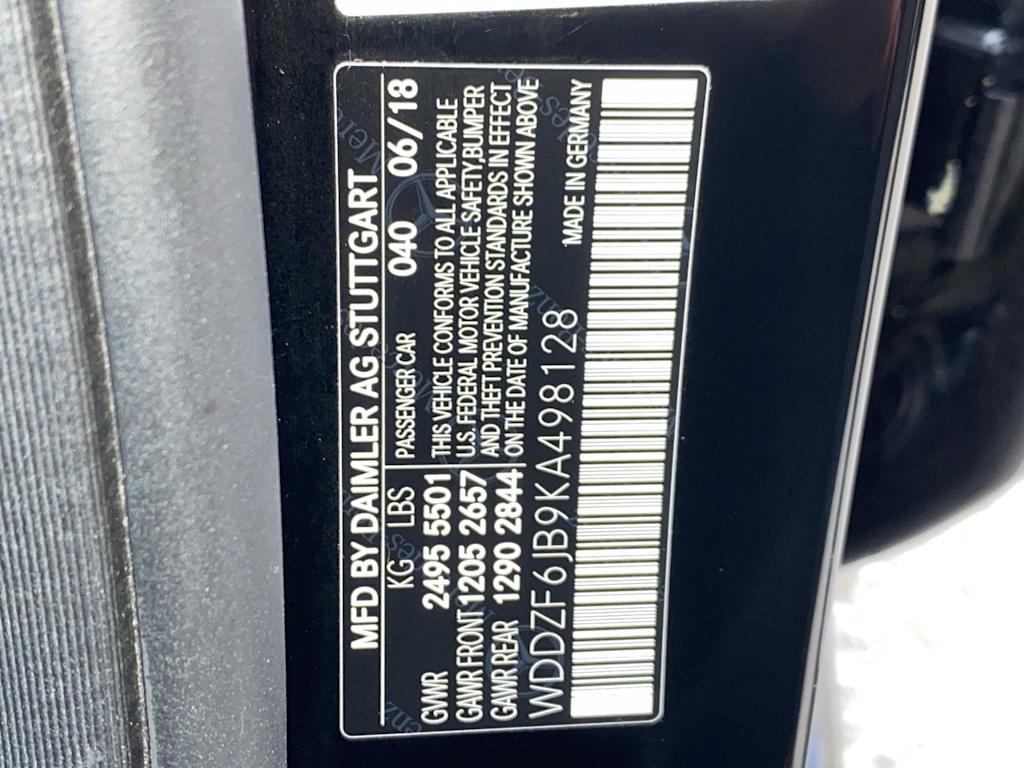 MFD BY DAIMLER AG STUTTGART
KG LBS
GVWR 2495 5501
GAWR FRONT 1205 2657
GAWR REAR 1290 2844
PASSENGER CAR 040 06/18
THIS VEHICLE CONFORMS TO ALL APPLICABLE
U.S. FEDERAL MOTOR VEHICLE SAFETY,BUMPER
AND THEFT PREVENTION STANDARDS IN EFFECT
ON THE DATE OF MANUFACTURE SHOWN ABOVE
WDDZF6JB9KA498128
MADE IN GERMANY